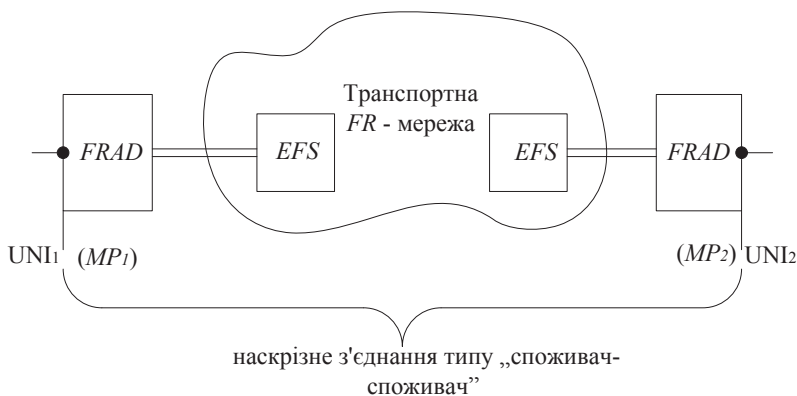 Транспортна
FR - мережа
FRAD
EFS
EFS
FRAD
UNI1 (MP1)
(MP2) UNI2
наскрізне з'єднання типу „споживач-
споживач”